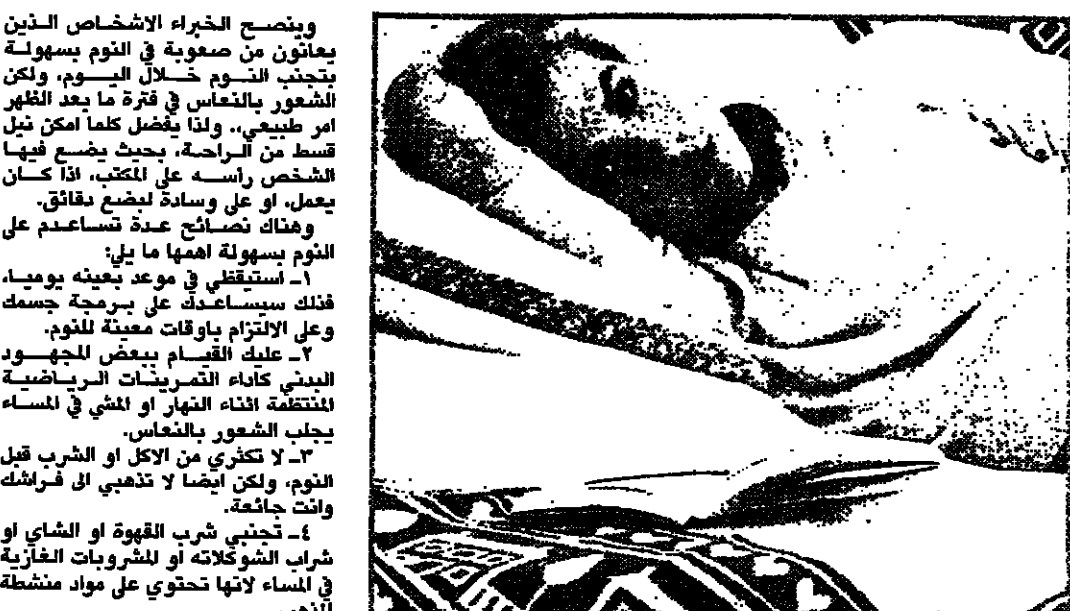 وينصح الخبراء الاشخاص الذين
يعانون من صعوبة في النوم بسهولة
بتجنب النوم خلال اليوم، ولكن
الشعور بالنعاس في فترة ما بعد الظهر
امر طبيعي.. ولذا يفضل كلما امكن نيل
قسط من الراحة، بحيث يضع فيها
الشخص راسه على المكتب، اذا كان
يعمل، او على وسادة لبضع دقائق.
وهناك نصائح عدة تساعدم على
النوم بسهولة اهمها ما يلي:
١ـ استيقظي في موعد بعينه يوميا،
فذلك سيساعدك على برمجة جسمك
وعلى الالتزام باوقات معينة للنوم.
٢ـ عليك القيام ببعض المجهود
البدني كاداء التمرينات الرياضية
المنتظمة اثناء النهار او المشي في المساء
يجلب الشعور بالنعاس.
٣ـ لا تكثري من الاكل او الشرب قبل
النوم، ولكن ايضا لا تذهبي الى فراشك
وانت جائعة.
٤ـ تجنبي شرب القهوة او الشاي او
شراب الشوكلاته او المشروبات الغازية
في المساء لانها تحتوي على مواد منشطة